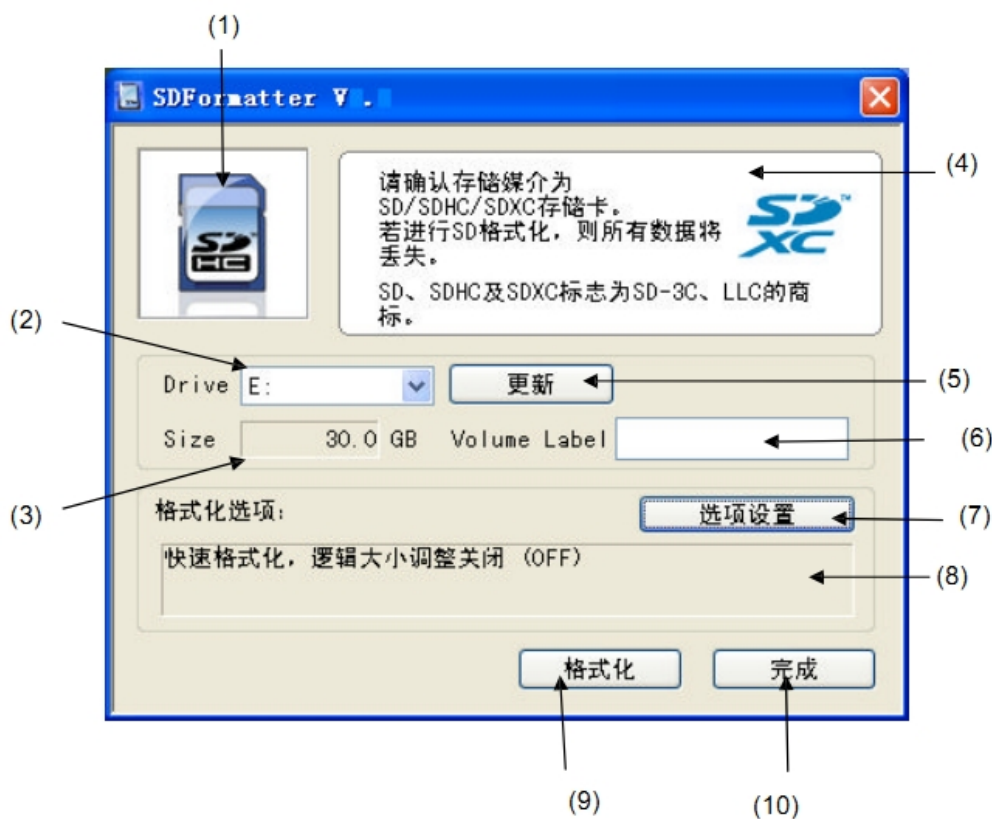 (1)
SDFormatter V .
请确认存储媒介为
SD/SDHC/SDXC存储卡。
若进行SD格式化，则所有数据将
丢失。
SD、SDHC及SDXC标志为SD-3C、LLC的商
标。
SD HC
SD XC ™
(4)
(2)
Drive E: 更新
(5)
Size 30.0 GB Volume Label
(6)
(3)
格式化选项: 选项设置
(7)
快速格式化，逻辑大小调整关闭 (OFF)
(8)
格式化 完成
(9)
(10)